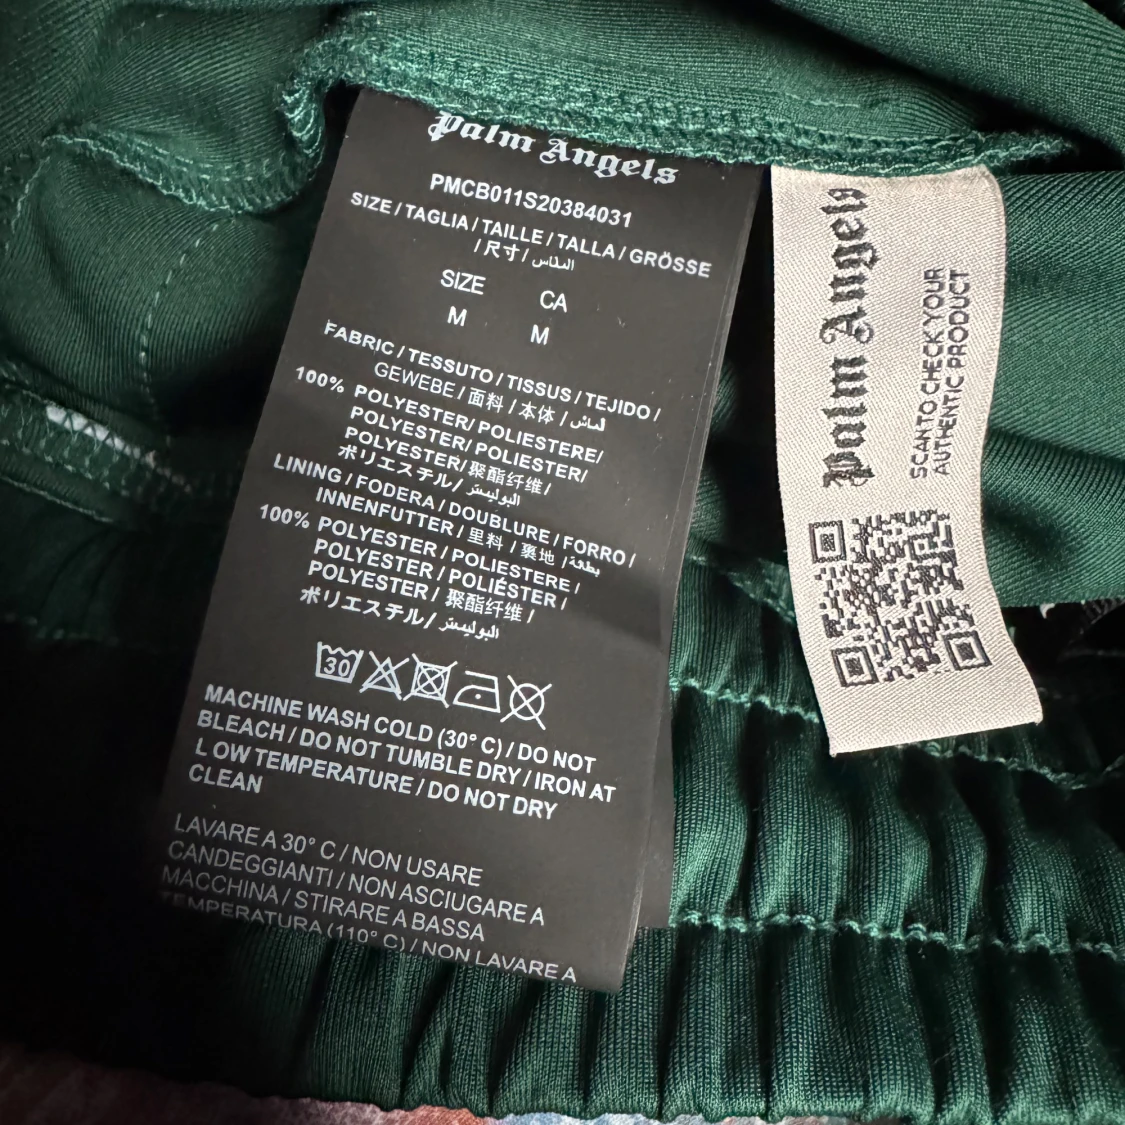 Palm Angels
PMCB011S20384031
SIZE / TAGLIA / TAILLE / TALLA / GRÖSSE
/ 尺寸 / المقاس
SIZE CA
M M
FABRIC / TESSUTO / TISSUS / TEJIDO /
GEWEBE / 面料 / 本体 /
100% POLYESTER/ POLIESTERE/
POLYESTER/ POLIESTER/
POLYESTER/聚酯纤维/
ポリエステル/ البوليستر
LINING / FODERA / DOUBLURE / FORRO /
INNENFUTTER / 里料 / 裏地 /
100% POLYESTER / POLIESTERE /
POLYESTER / POLIÉSTER /
POLYESTER / 聚酯纤维 /
ポリエステル/ البوليستر
30
MACHINE WASH COLD (30° C) / DO NOT
BLEACH / DO NOT TUMBLE DRY / IRON AT
L OW TEMPERATURE / DO NOT DRY
CLEAN
LAVARE A 30° C / NON USARE
CANDEGGIANTI / NON ASCIUGARE A
MACCHINA / STIRARE A BASSA
TEMPERATURA (110° C) / NON LAVARE A
Palm Angels
SCAN TO CHECK YOUR
AUTHENTIC PRODUCT